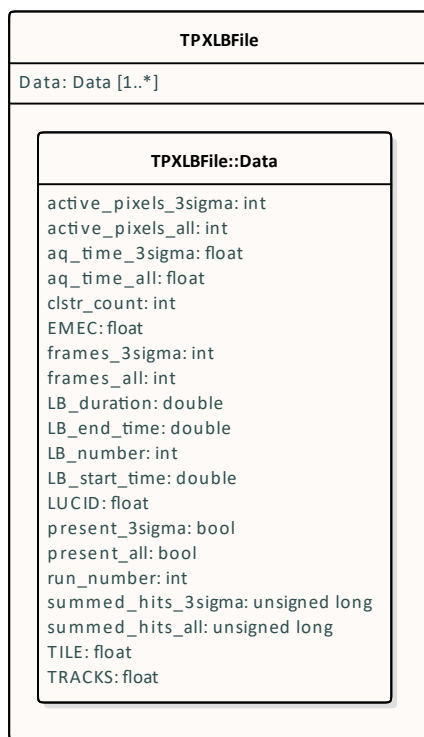 TPXLBFile
Data: Data [1..*]
TPXLBFile::Data
active_pixels_3sigma: int
active_pixels_all: int
aq_time_3sigma: float
aq_time_all: float
clstr_count: int
EMEC: float
frames_3sigma: int
frames_all: int
LB_duration: double
LB_end_time: double
LB_number: int
LB_start_time: double
LUCID: float
present_3sigma: bool
present_all: bool
run_number: int
summed_hits_3sigma: unsigned long
summed_hits_all: unsigned long
TILE: float
TRACKS: float